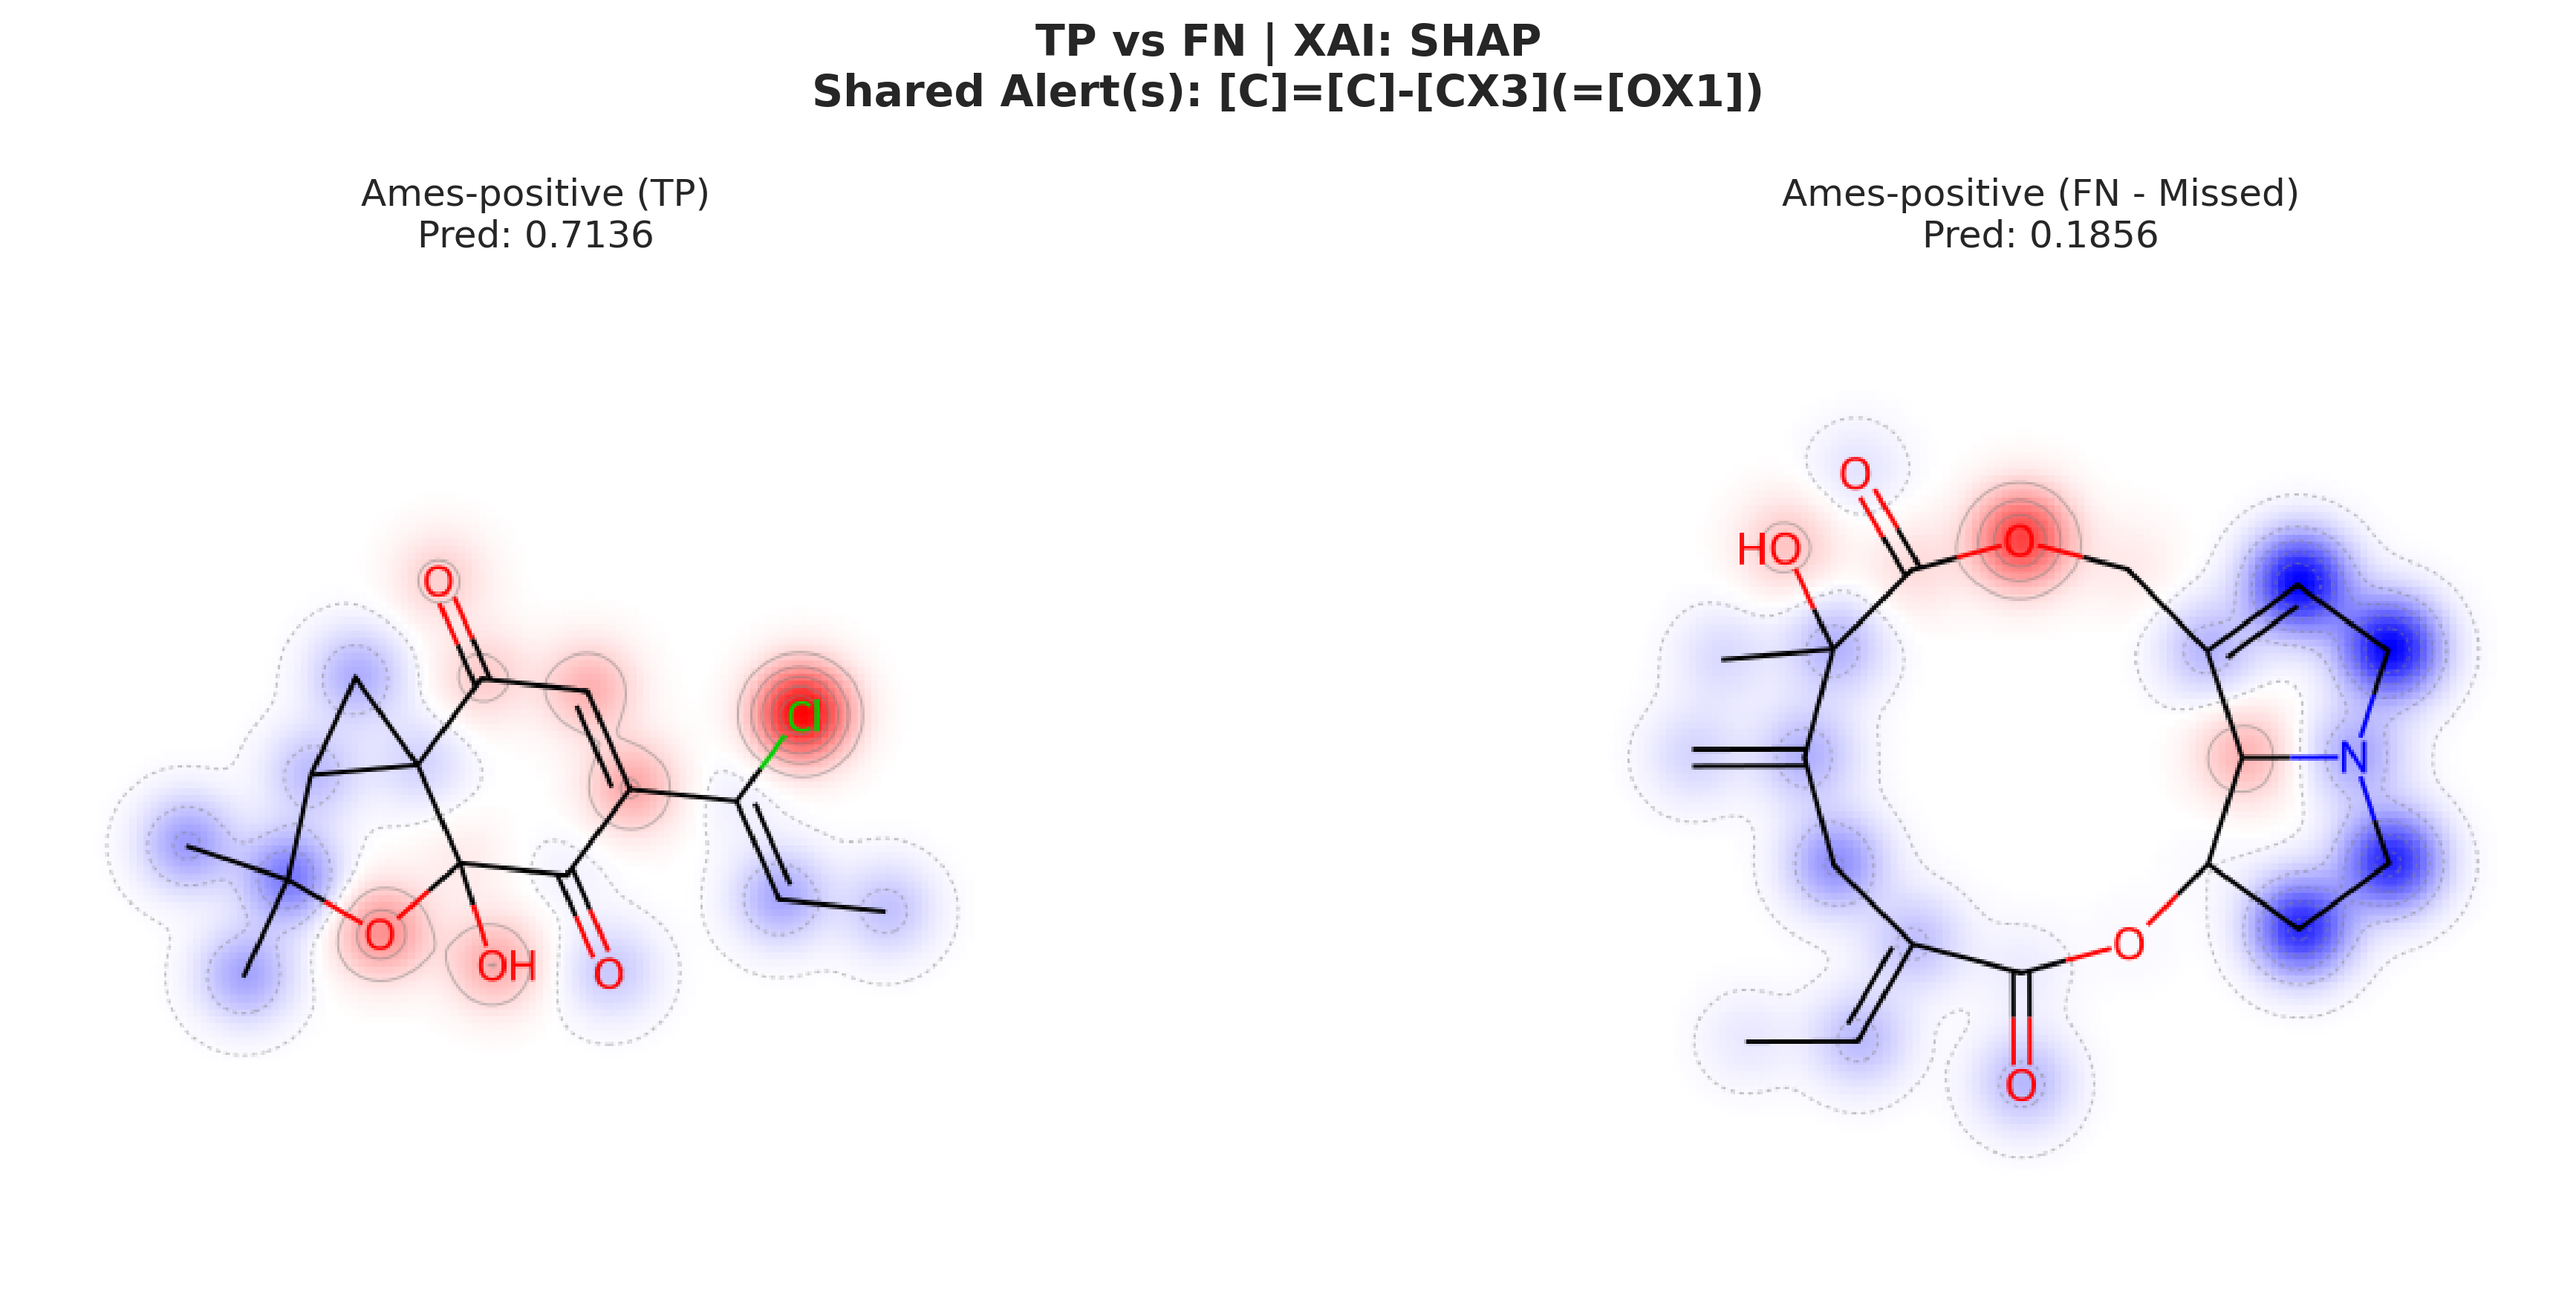 TP vs FN | XAI: SHAP
Shared Alert(s): [C]=[C]-[CX3](=[OX1])
Ames-positive (TP)
Pred: 0.7136
Ames-positive (FN - Missed)
Pred: 0.1856
O
Cl
O
OH
O
O
HO
O
N
O
O